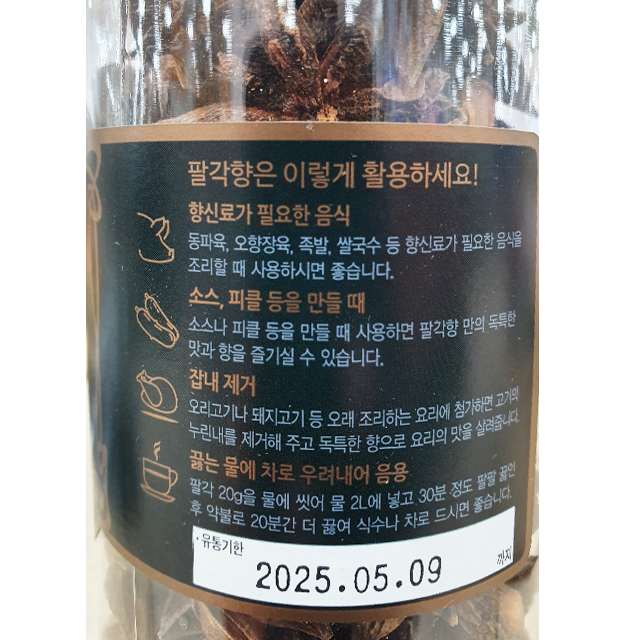 팔각향은 이렇게 활용하세요!
향신료가 필요한 음식
동파육, 오향장육, 족발, 쌀국수 등 향신료가 필요한 음식을
조리할 때 사용하시면 좋습니다.
소스, 피클 등을 만들 때
소스나 피클 등을 만들 때 사용하면 팔각향 만의 독특한
맛과 향을 즐기실 수 있습니다.
잡내 제거
오리고기나 돼지고기 등 오래 조리하는 요리에 첨가하면 고기의
누린내를 제거해 주고 독특한 향으로 요리의 맛을 살려줍니다.
끓는 물에 차로 우려내어 음용
팔각 20g을 물에 씻어 물 2L에 넣고 30분 정도 팔팔 끓인
후 약불로 20분간 더 끓여 식수나 차로 드시면 좋습니다.
·유통기한
2025.05.09 까지